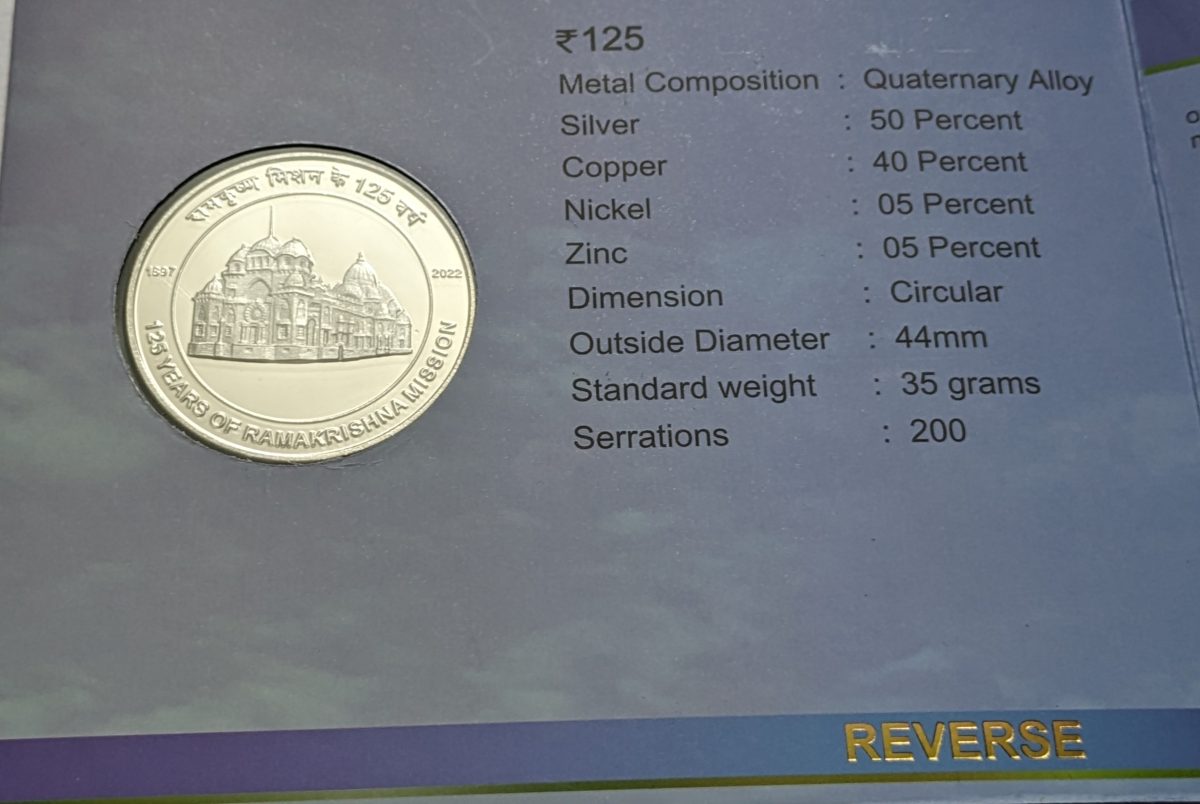 रामकृष्ण मिशन के 125 वर्ष
1897
2022
125 YEARS OF RAMAKRISHNA MISSION
₹125
Metal Composition : Quaternary Alloy
Silver : 50 Percent
Copper : 40 Percent
Nickel : 05 Percent
Zinc : 05 Percent
Dimension : Circular
Outside Diameter : 44mm
Standard weight : 35 grams
Serrations : 200
REVERSE